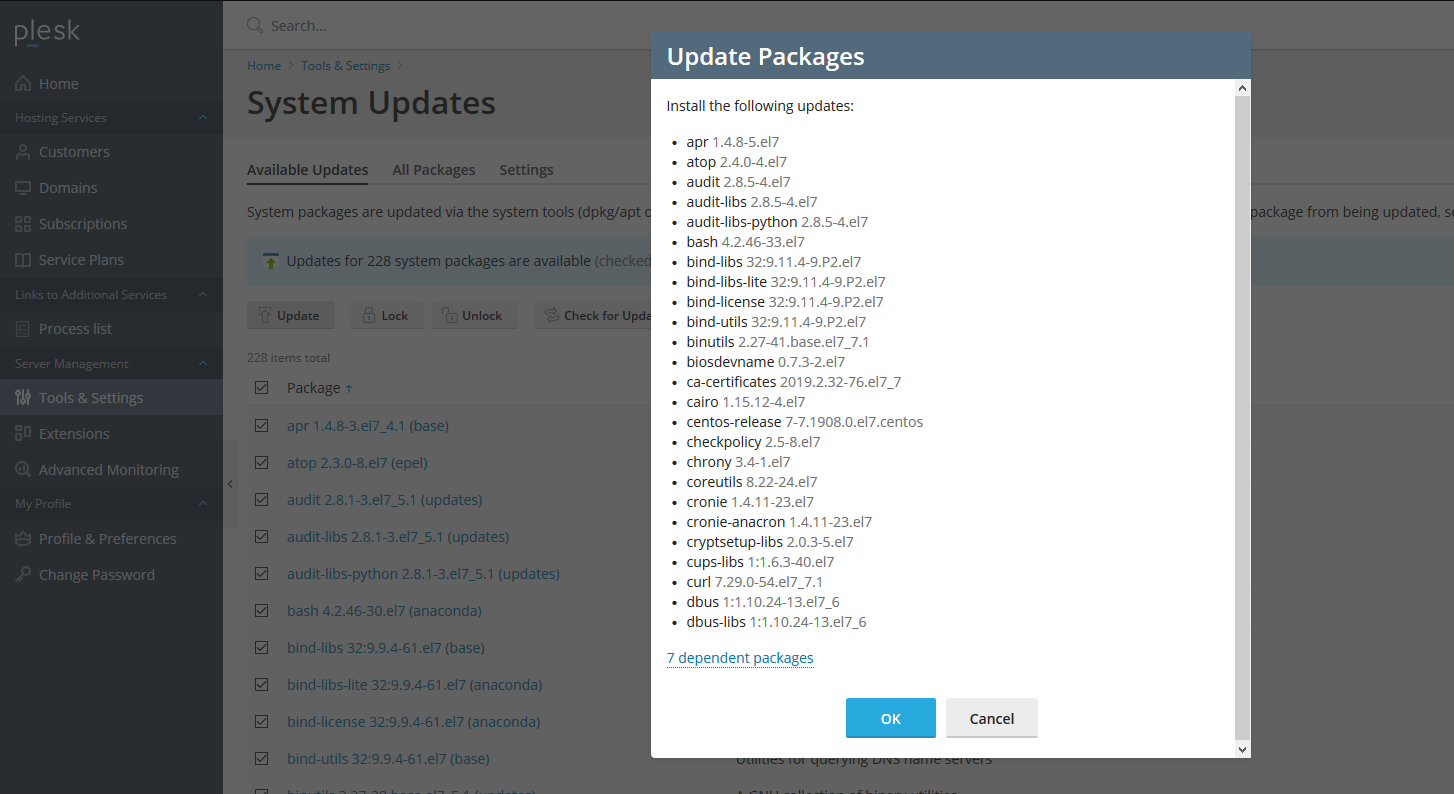 plesk
Home
Hosting Services
Customers
Domains
Subscriptions
Service Plans
Links to Additional Services
Process list
Server Management
Tools & Settings
Extensions
Advanced Monitoring
My Profile
Profile & Preferences
Change Password
Search...
Home > Tools & Settings >
System Updates
Available Updates All Packages Settings
System packages are updated via the system tools (dpkg/apt
package from being updated,
Updates for 228 system packages are available (checked
Update Lock Unlock Check for
228 items total
Package ↑
apr 1.4.8-3.el7_4.1 (base)
atop 2.3.0-8.el7 (epel)
audit 2.8.1-3.el7_5.1 (updates)
audit-libs 2.8.1-3.el7_5.1 (updates)
audit-libs-python 2.8.1-3.el7_5.1 (updates)
bash 4.2.46-30.el7 (anaconda)
bind-libs 32:9.9.4-61.el7 (base)
bind-libs-lite 32:9.9.4-61.el7 (anaconda)
bind-license 32:9.9.4-61.el7 (anaconda)
bind-utils 32:9.9.4-61.el7 (base)
Utilities for querying DNS name servers
Update Packages
Install the following updates:
• apr 1.4.8-5.el7
• atop 2.4.0-4.el7
• audit 2.8.5-4.el7
• audit-libs 2.8.5-4.el7
• audit-libs-python 2.8.5-4.el7
• bash 4.2.46-33.el7
• bind-libs 32:9.11.4-9.P2.el7
• bind-libs-lite 32:9.11.4-9.P2.el7
• bind-license 32:9.11.4-9.P2.el7
• bind-utils 32:9.11.4-9.P2.el7
• binutils 2.27-41.base.el7_7.1
• biosdevname 0.7.3-2.el7
• ca-certificates 2019.2.32-76.el7_7
• cairo 1.15.12-4.el7
• centos-release 7-7.1908.0.el7.centos
• checkpolicy 2.5-8.el7
• chrony 3.4-1.el7
• coreutils 8.22-24.el7
• cronie 1.4.11-23.el7
• cronie-anacron 1.4.11-23.el7
• cryptsetup-libs 2.0.3-5.el7
• cups-libs 1:1.6.3-40.el7
• curl 7.29.0-54.el7_7.1
• dbus 1:1.10.24-13.el7_6
• dbus-libs 1:1.10.24-13.el7_6
7 dependent packages
OK Cancel